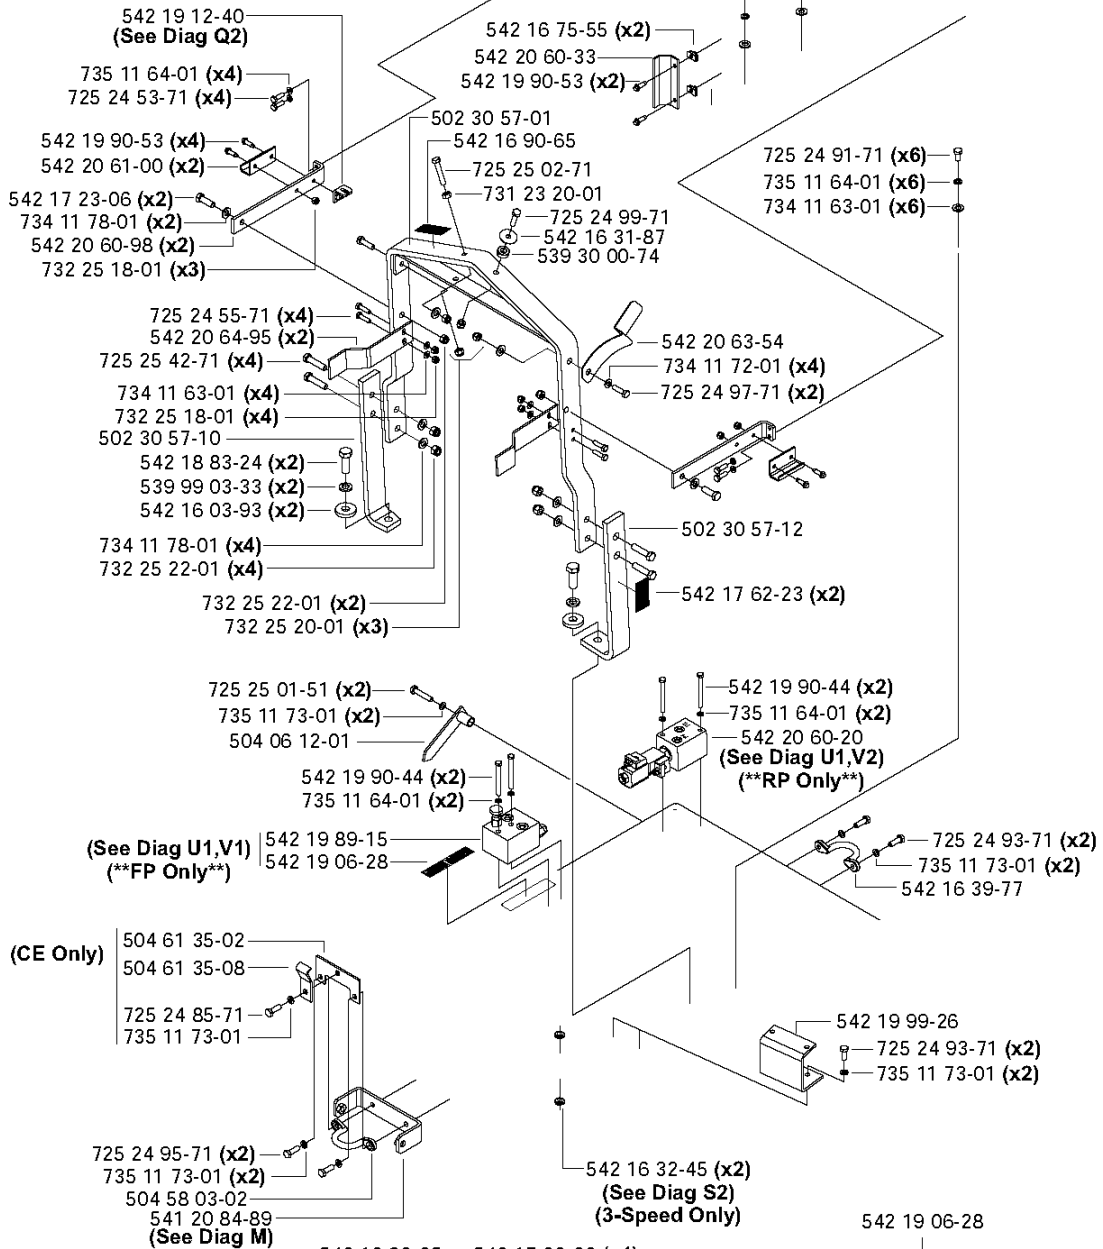 542 19 12-40
(See Diag Q2)
735 11 64-01 (x4)
725 24 53-71 (x4)
542 19 90-53 (x4)
542 20 61-00 (x2)
542 17 23-06 (x2)
734 11 78-01 (x2)
542 20 60-98 (x2)
732 25 18-01 (x3)
542 16 75-55 (x2)
542 20 60-33
542 19 90-53 (x2)
502 30 57-01
542 16 90-65
725 25 02-71
731 23 20-01
725 24 99-71
542 16 31-87
539 30 00-74
725 24 91-71 (x6)
735 11 64-01 (x6)
734 11 63-01 (x6)
725 24 55-71 (x4)
542 20 64-95 (x2)
725 25 42-71 (x4)
734 11 63-01 (x4)
732 25 18-01 (x4)
502 30 57-10
542 18 83-24 (x2)
539 99 03-33 (x2)
542 16 03-93 (x2)
734 11 78-01 (x4)
732 25 22-01 (x4)
732 25 22-01 (x2)
732 25 20-01 (x3)
542 20 63-54
734 11 72-01 (x4)
725 24 97-71 (x2)
502 30 57-12
542 17 62-23 (x2)
725 25 01-51 (x2)
735 11 73-01 (x2)
504 06 12-01
542 19 90-44 (x2)
735 11 64-01 (x2)
542 19 90-44 (x2)
735 11 64-01 (x2)
542 20 60-20
(See Diag U1,V2)
(**RP Only**)
(See Diag U1,V1)
(**FP Only**)
542 19 89-15
542 19 06-28
725 24 93-71 (x2)
735 11 73-01 (x2)
542 16 39-77
(CE Only)
504 61 35-02
504 61 35-08
725 24 85-71
735 11 73-01
542 19 99-26
725 24 93-71 (x2)
735 11 73-01 (x2)
725 24 95-71 (x2)
735 11 73-01 (x2)
504 58 03-02
541 20 84-89
(See Diag M)
542 16 32-45 (x2)
(See Diag S2)
(3-Speed Only)
542 19 06-28